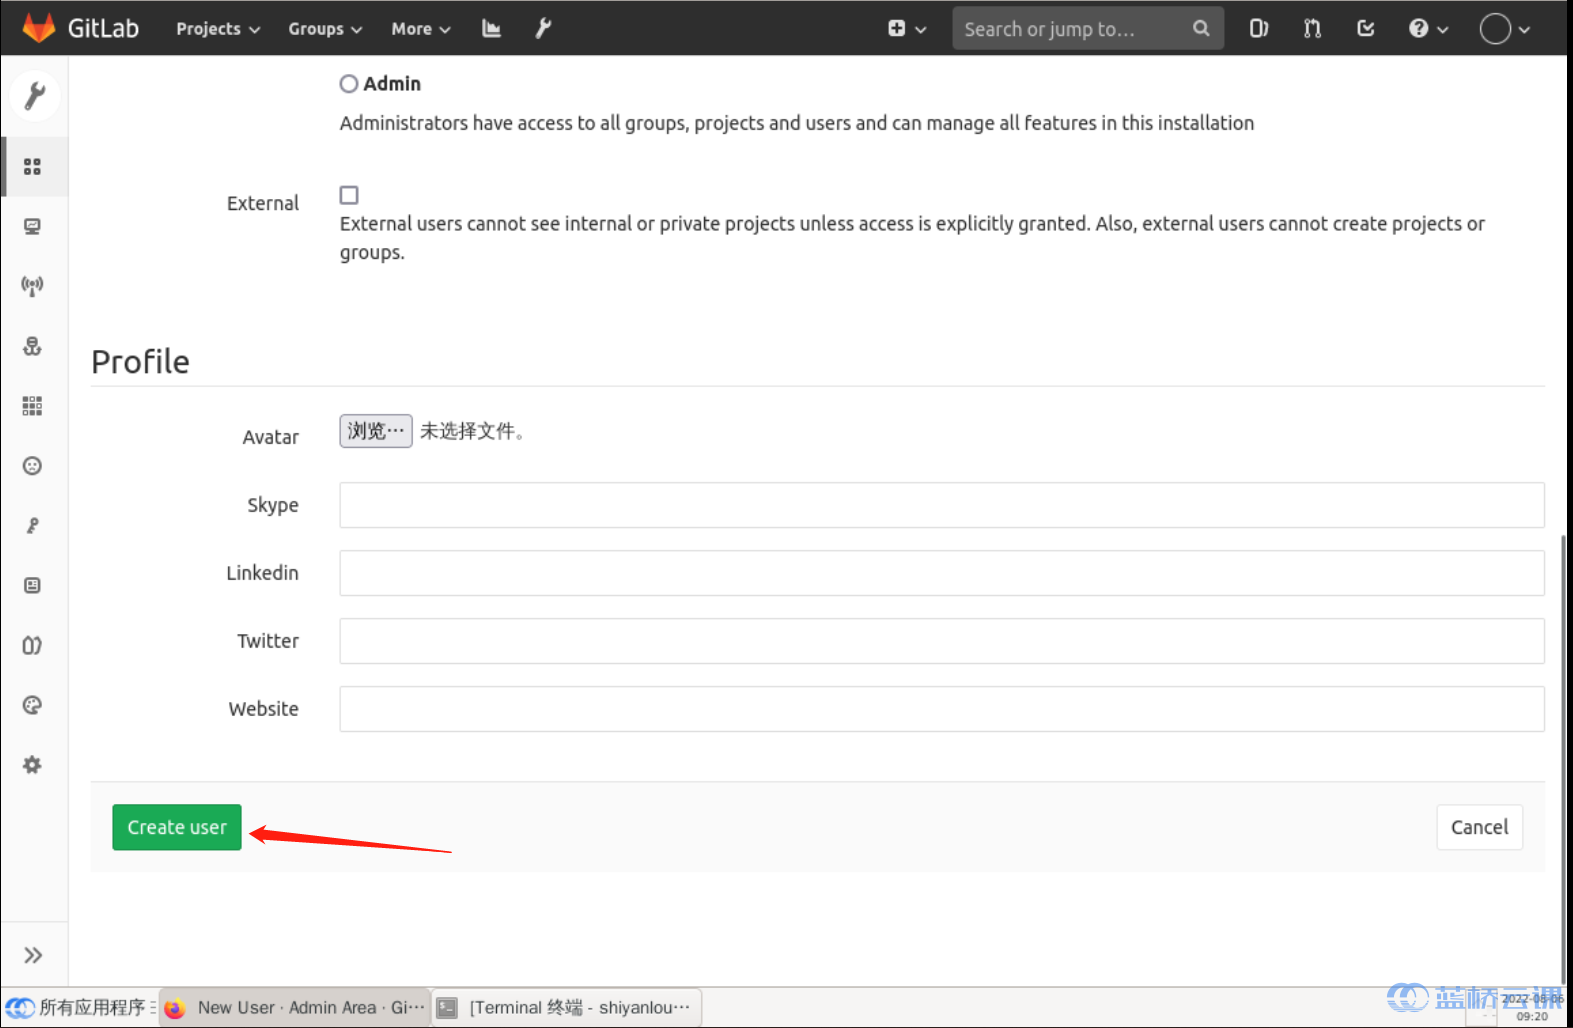 GitLab Projects Groups More Search or jump to...
Admin
Administrators have access to all groups, projects and users and can manage all features in this installation
External
External users cannot see internal or private projects unless access is explicitly granted. Also, external users cannot create projects or
groups.
Profile
Avatar 浏览… 未选择文件。
Skype
Linkedin
Twitter
Website
Create user Cancel
所有应用程序 New User · Admin Area · Gi… [Terminal 终端 - shiyanlou… 蓝桥云课
2022-08-06
09:20